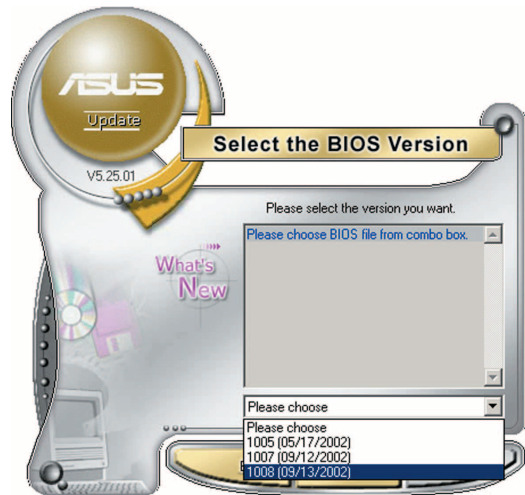 ASUS
Update
V5.25.01
Select the BIOS Version
Please select the version you want.
Please choose BIOS file from combo box.
What's
New
Please choose
Please choose
1005 (05/17/2002)
1007 (09/12/2002)
1008 (09/13/2002)